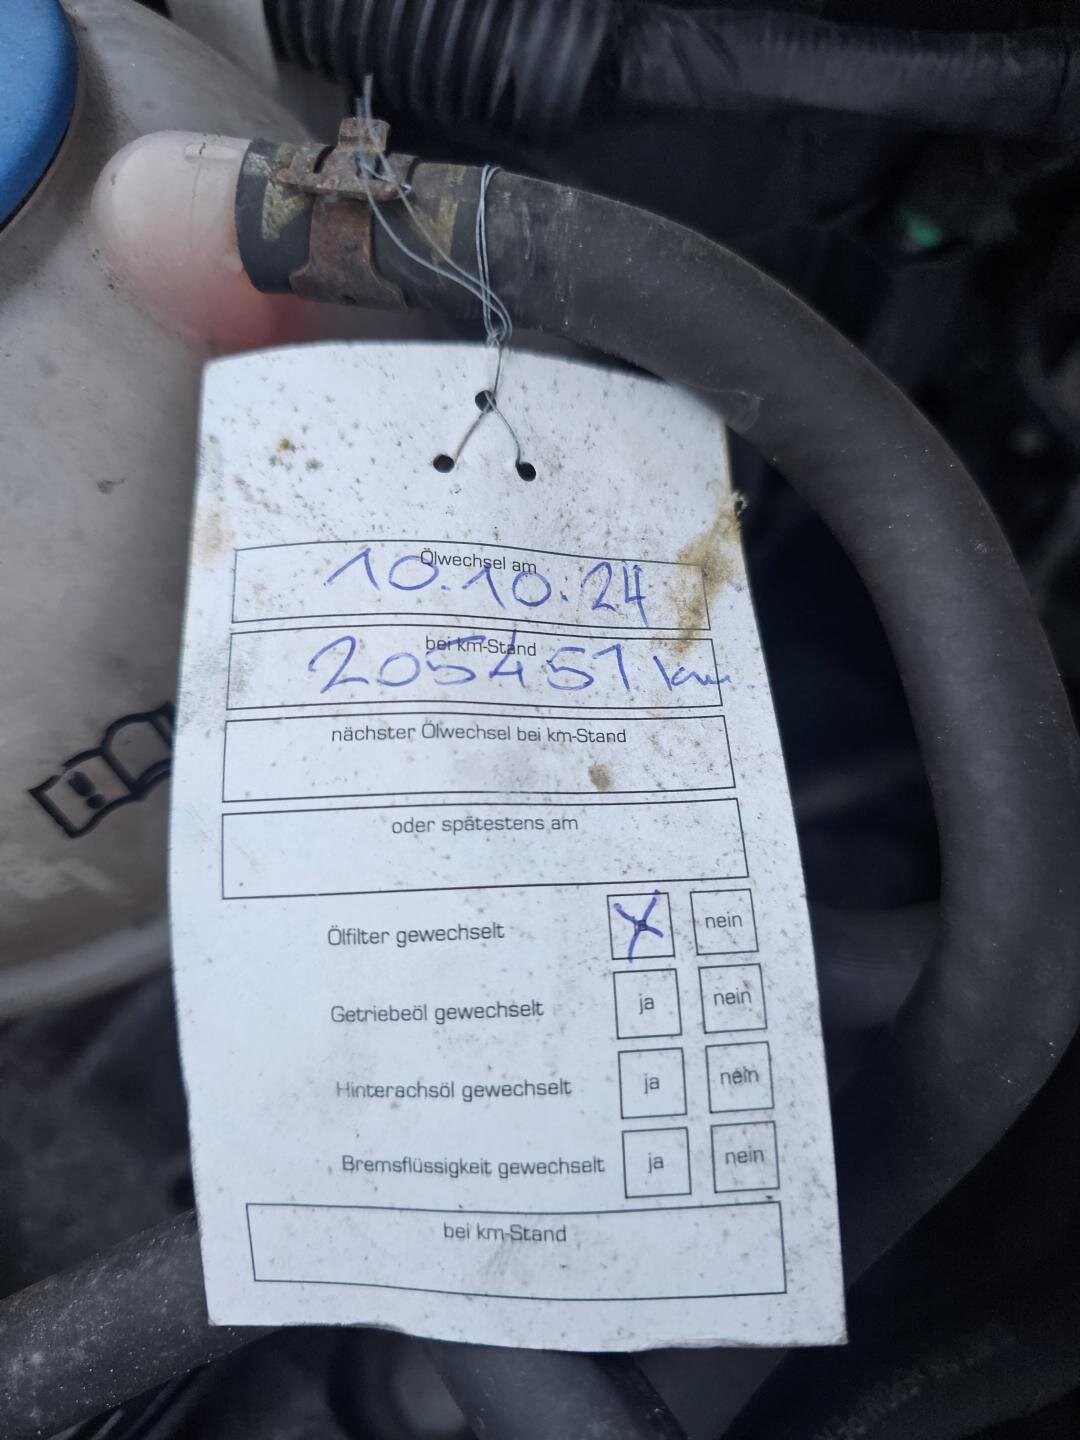 Ölwechsel am
10.10.24
bei km-Stand
205451 km
nächster Ölwechsel bei km-Stand
oder spätestens am
Ölfilter gewechselt nein
Getriebeöl gewechselt ja nein
Hinterachsöl gewechselt ja nein
Bremsflüssigkeit gewechselt ja nein
bei km-Stand